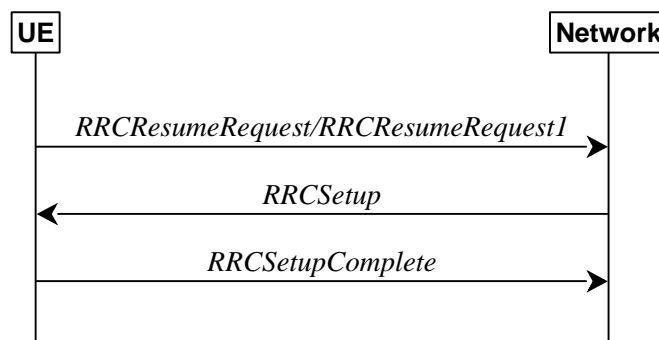 UE Network
RRCResumeRequest/RRCResumeRequest1
RRCSetup
RRCSetupComplete